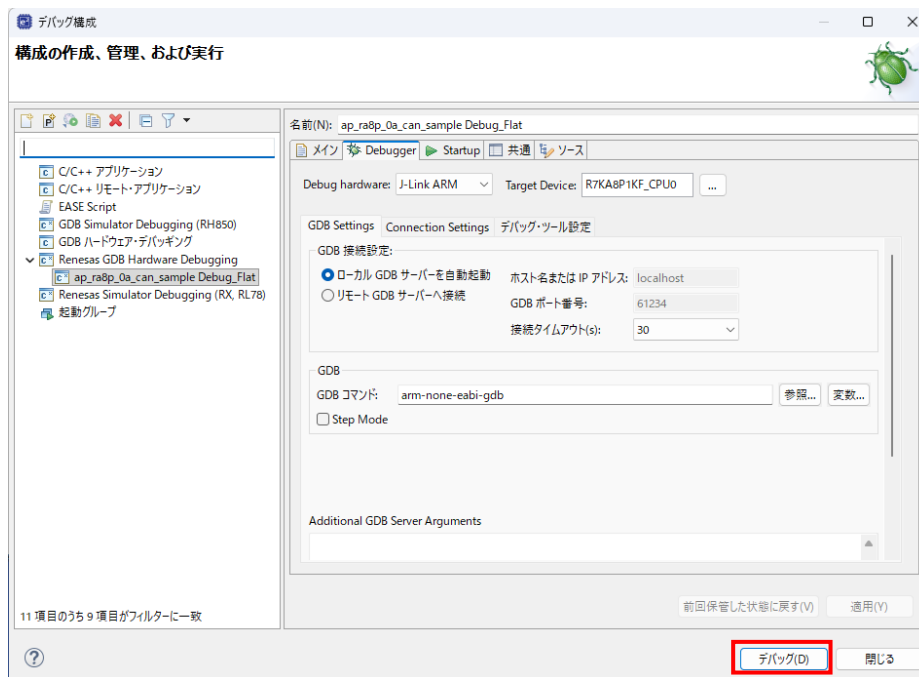 デバッグ構成
構成の作成、管理、および実行
名前(N): ap_ra8p_0a_can_sample Debug_Flat
メイン Debugger Startup 共通 ソース
C/C++ アプリケーション
C/C++ リモート・アプリケーション
EASE Script
GDB Simulator Debugging (RH850)
GDB ハードウェア・デバッギング
Renesas GDB Hardware Debugging
ap_ra8p_0a_can_sample Debug_Flat
Renesas Simulator Debugging (RX, RL78)
起動グループ
11 項目のうち 9 項目がフィルターに一致
Debug hardware: J-Link ARM Target Device: R7KA8P1KF_CPU0 ...
GDB Settings Connection Settings デバッグ・ツール設定
GDB 接続設定:
ローカル GDB サーバーを自動起動 ホスト名または IP アドレス: localhost
リモート GDB サーバーへ接続 GDB ポート番号: 61234
接続タイムアウト(s): 30
GDB
GDB コマンド: arm-none-eabi-gdb 参照... 変数...
Step Mode
Additional GDB Server Arguments
前回保管した状態に戻す(V) 適用(Y)
デバッグ(D) 閉じる